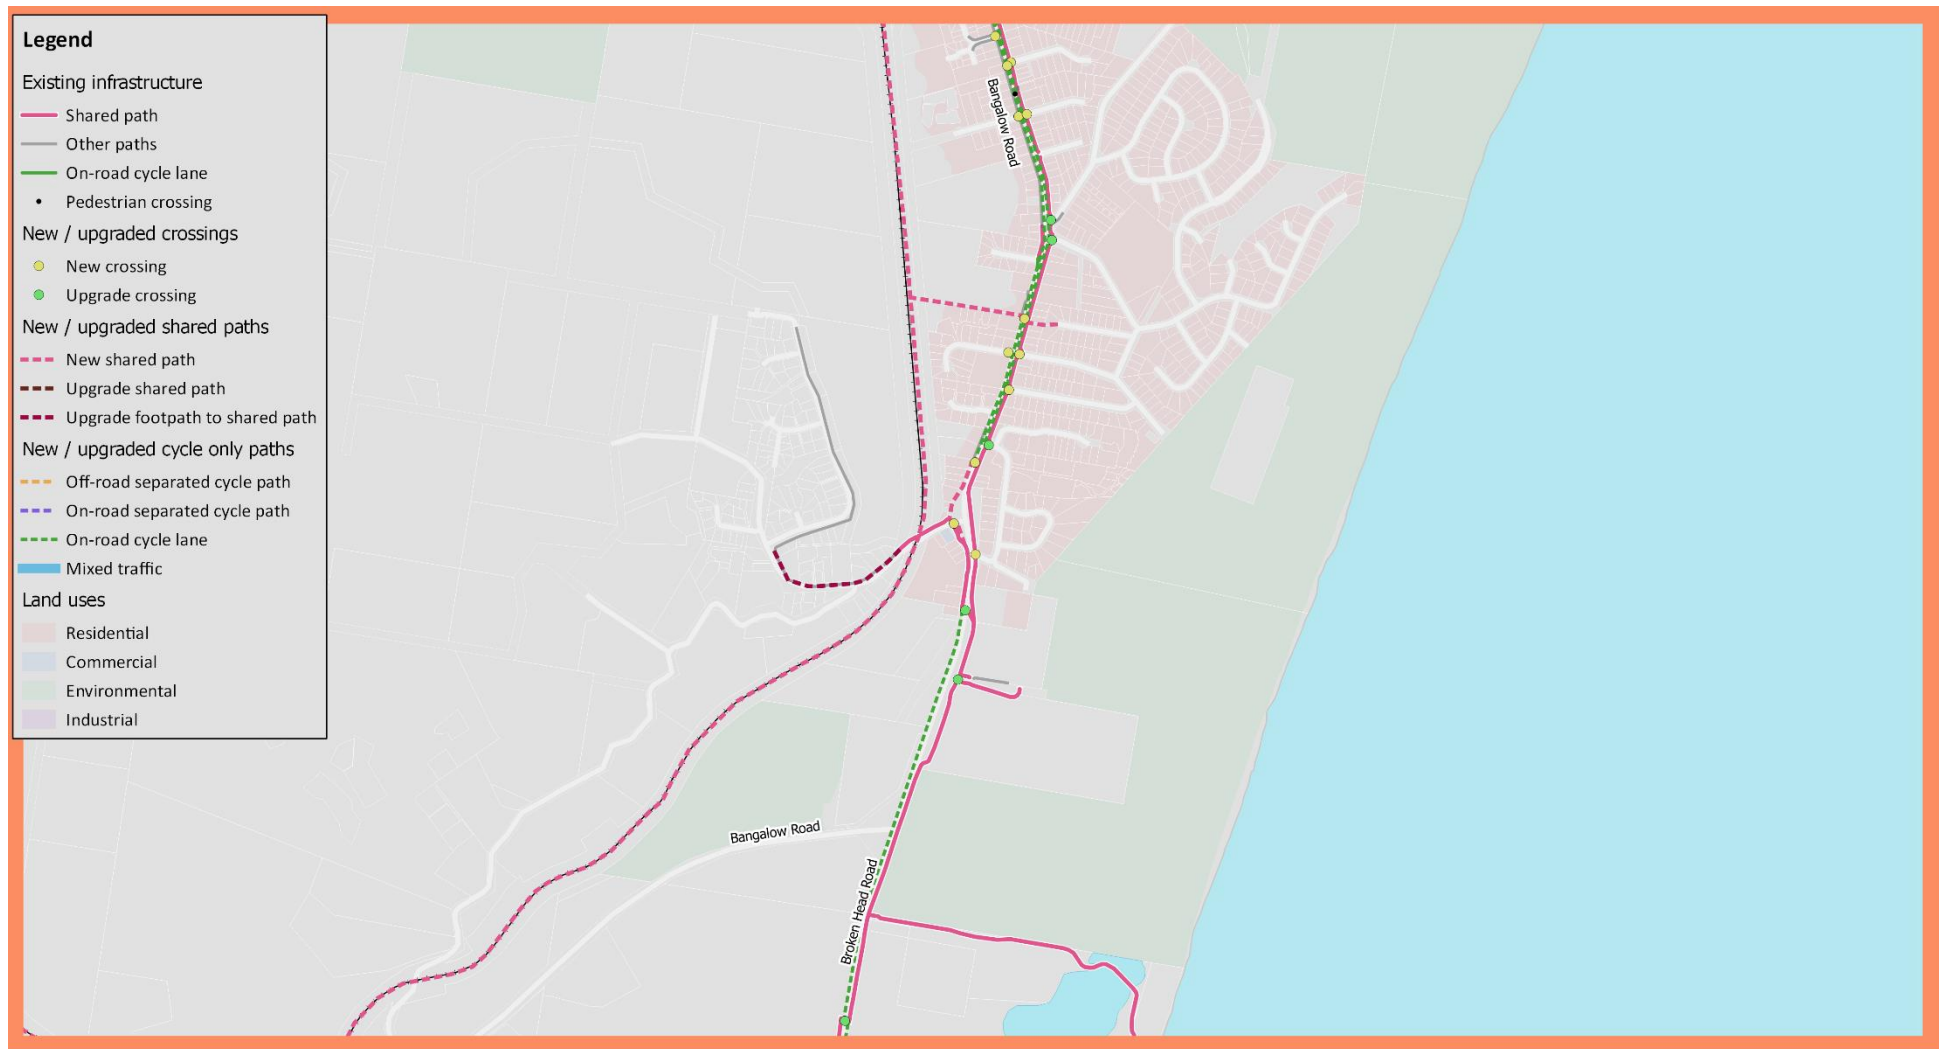 Legend
Existing infrastructure
Shared path
Other paths
On-road cycle lane
Pedestrian crossing
New / upgraded crossings
New crossing
Upgrade crossing
New / upgraded shared paths
New shared path
Upgrade shared path
Upgrade footpath to shared path
New / upgraded cycle only paths
Off-road separated cycle path
On-road separated cycle path
On-road cycle lane
Mixed traffic
Land uses
Residential
Commercial
Environmental
Industrial
Bangalow Road
Bangalow Road
Broken Head Road